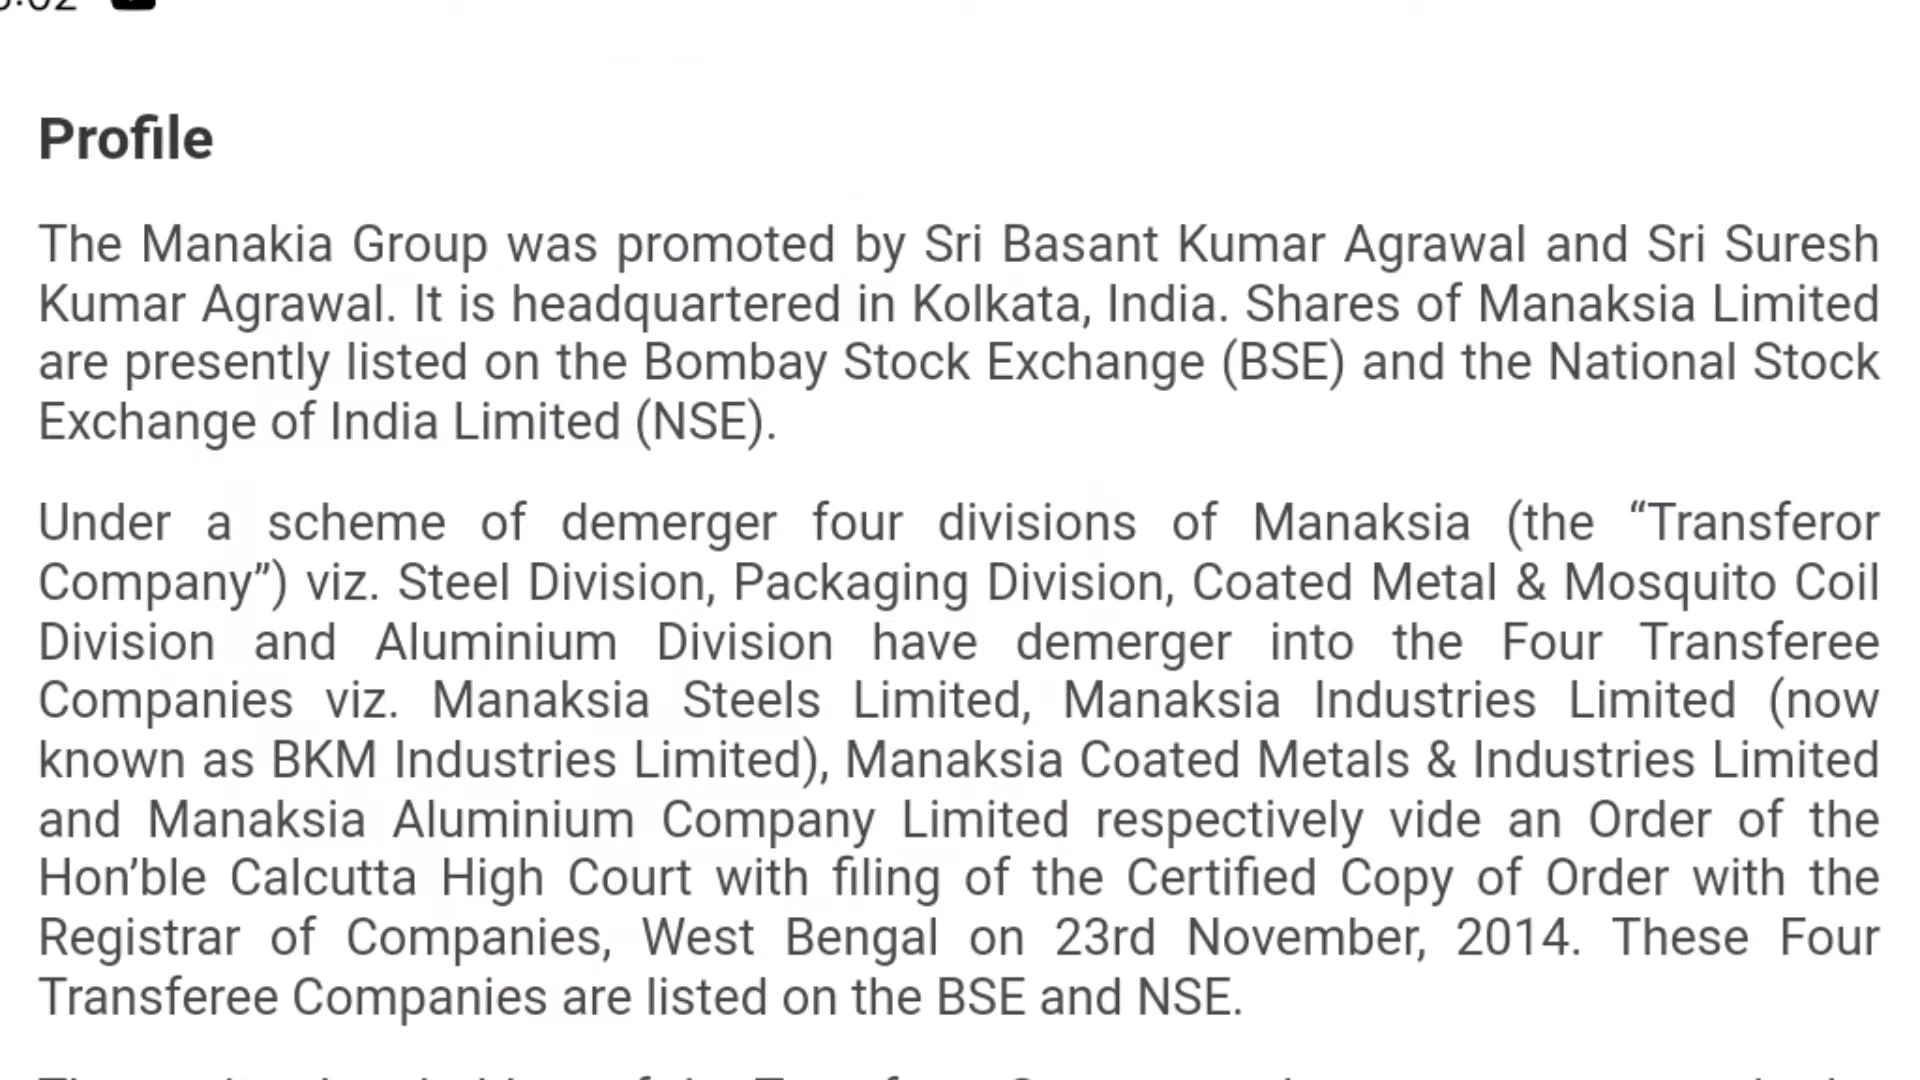 Profile
The Manakia Group was promoted by Sri Basant Kumar Agrawal and Sri Suresh
Kumar Agrawal. It is headquartered in Kolkata, India. Shares of Manaksia Limited
are presently listed on the Bombay Stock Exchange (BSE) and the National Stock
Exchange of India Limited (NSE).
Under a scheme of demerger four divisions of Manaksia (the “Transferor
Company”) viz. Steel Division, Packaging Division, Coated Metal & Mosquito Coil
Division and Aluminium Division have demerger into the Four Transferee
Companies viz. Manaksia Steels Limited, Manaksia Industries Limited (now
known as BKM Industries Limited), Manaksia Coated Metals & Industries Limited
and Manaksia Aluminium Company Limited respectively vide an Order of the
Hon’ble Calcutta High Court with filing of the Certified Copy of Order with the
Registrar of Companies, West Bengal on 23rd November, 2014. These Four
Transferee Companies are listed on the BSE and NSE.